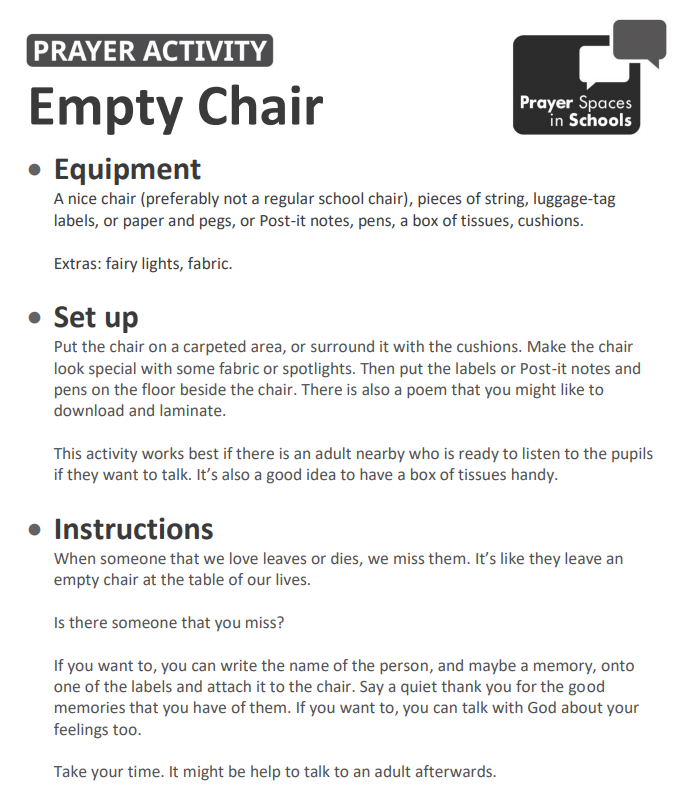 PRAYER ACTIVITY
Empty Chair
Prayer Spaces
in Schools
• Equipment
A nice chair (preferably not a regular school chair), pieces of string, luggage-tag
labels, or paper and pegs, or Post-it notes, pens, a box of tissues, cushions.
Extras: fairy lights, fabric.
• Set up
Put the chair on a carpeted area, or surround it with the cushions. Make the chair
look special with some fabric or spotlights. Then put the labels or Post-it notes and
pens on the floor beside the chair. There is also a poem that you might like to
download and laminate.
This activity works best if there is an adult nearby who is ready to listen to the pupils
if they want to talk. It’s also a good idea to have a box of tissues handy.
• Instructions
When someone that we love leaves or dies, we miss them. It’s like they leave an
empty chair at the table of our lives.
Is there someone that you miss?
If you want to, you can write the name of the person, and maybe a memory, onto
one of the labels and attach it to the chair. Say a quiet thank you for the good
memories that you have of them. If you want to, you can talk with God about your
feelings too.
Take your time. It might be help to talk to an adult afterwards.